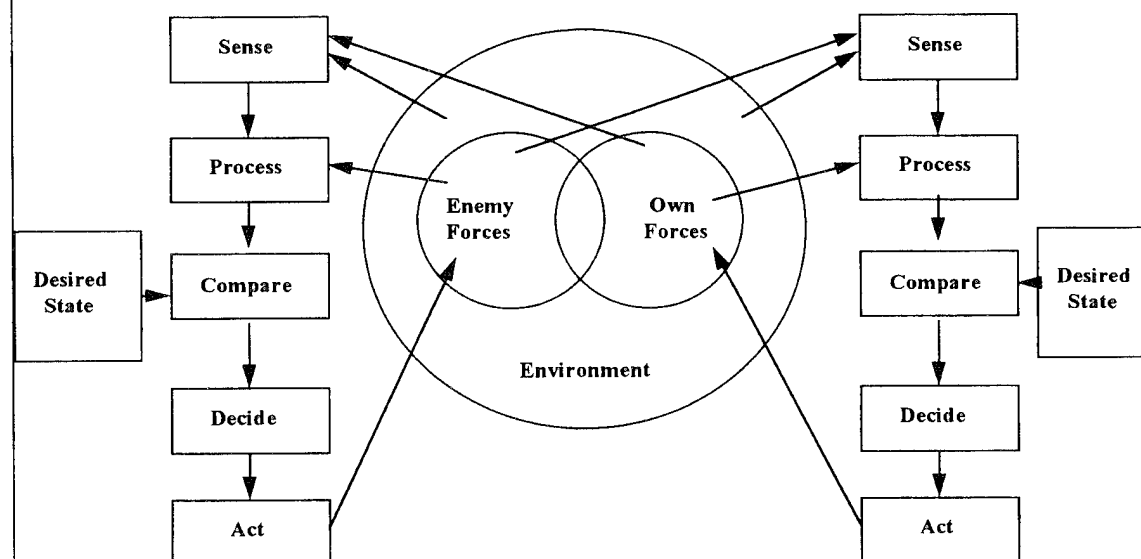 Sense
Process
Desired
State
Compare
Decide
Act
Enemy
Forces
Own
Forces
Environment
Sense
Process
Compare
Desired
State
Decide
Act